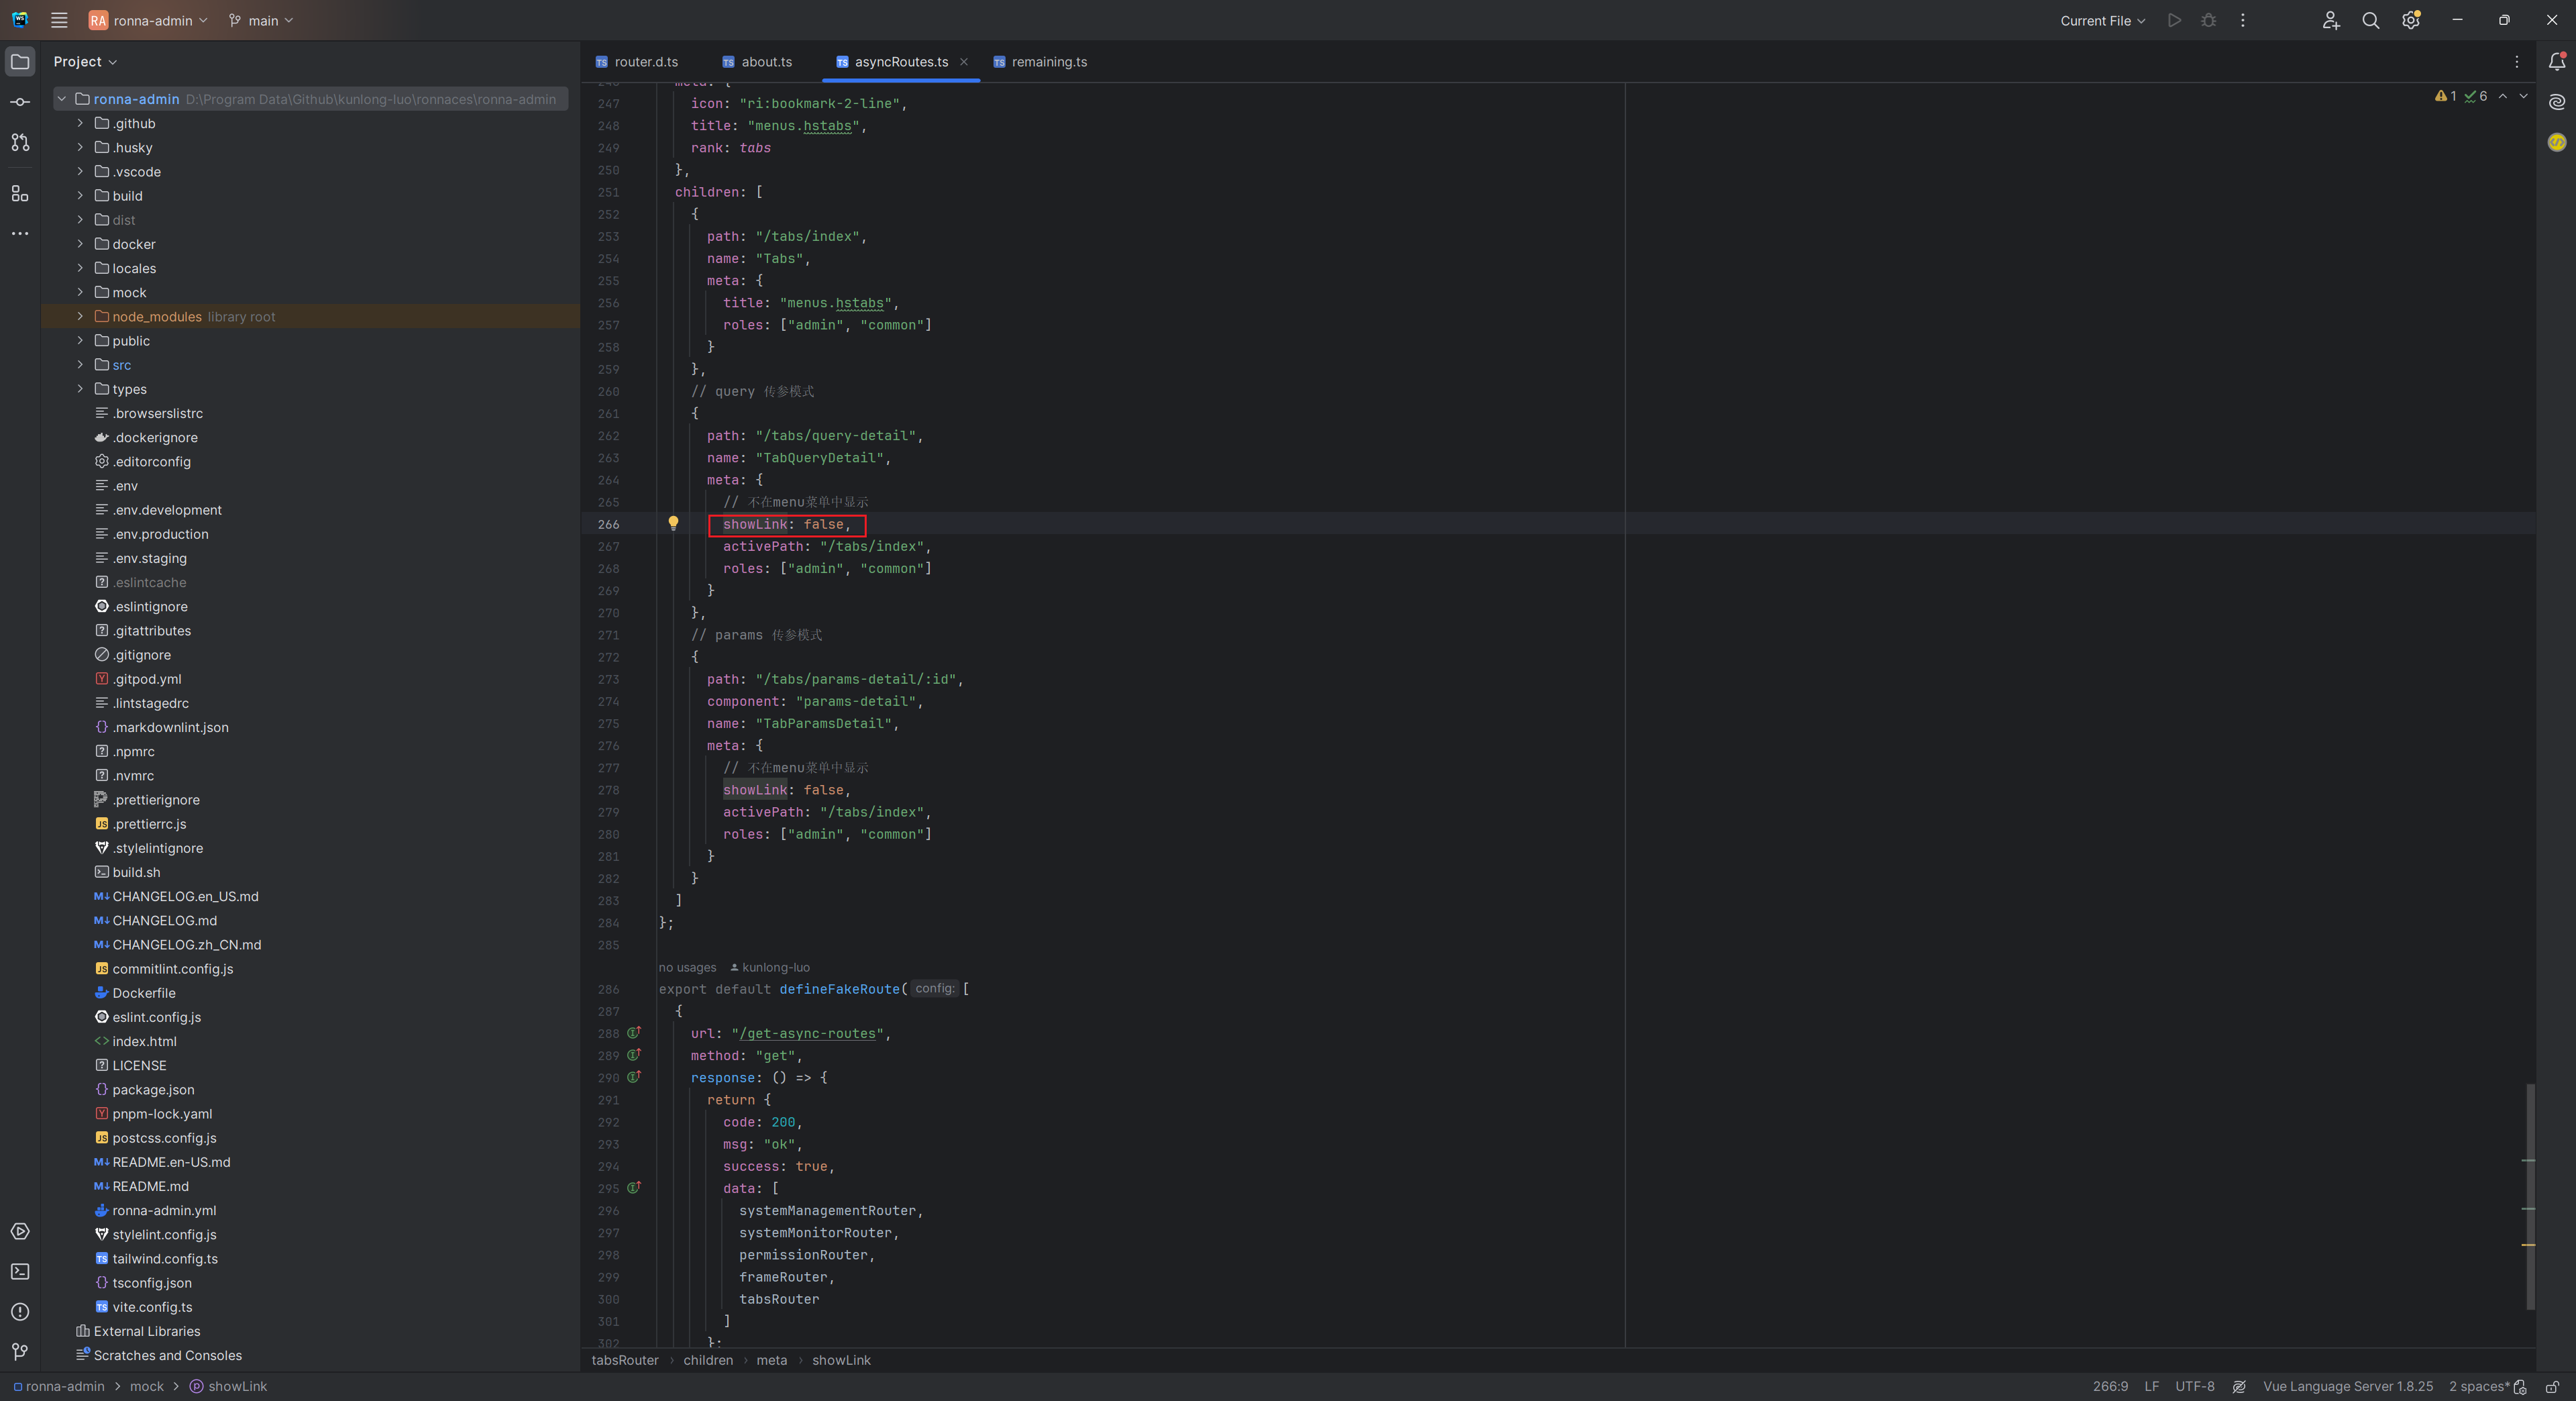 RA ronna-admin main Current File
Project
ronna-admin D:\Program Data\Github\kunlong-luo\ronnaces\ronna-admin
.github
.husky
.vscode
build
dist
docker
locales
mock
node_modules library root
public
src
types
.browserslistrc
.dockerignore
.editorconfig
.env
.env.development
.env.production
.env.staging
.eslintcache
.eslintignore
.gitattributes
.gitignore
.gitpod.yml
.lintstagedrc
.markdownlint.json
.npmrc
.nvmrc
.prettierignore
.prettierrc.js
.stylelintignore
build.sh
CHANGELOG.en_US.md
CHANGELOG.md
CHANGELOG.zh_CN.md
commitlint.config.js
Dockerfile
eslint.config.js
index.html
LICENSE
package.json
pnpm-lock.yaml
postcss.config.js
README.en-US.md
README.md
ronna-admin.yml
stylelint.config.js
tailwind.config.ts
tsconfig.json
vite.config.ts
External Libraries
Scratches and Consoles
router.d.ts about.ts asyncRoutes.ts remaining.ts
1 6
246 meta: {
247 icon: "ri:bookmark-2-line",
248 title: "menus.hstabs",
249 rank: tabs
250 },
251 children: [
252 {
253 path: "/tabs/index",
254 name: "Tabs",
255 meta: {
256 title: "menus.hstabs",
257 roles: ["admin", "common"]
258 }
259 },
260 // query 传参模式
261 {
262 path: "/tabs/query-detail",
263 name: "TabQueryDetail",
264 meta: {
265 // 不在menu菜单中显示
266 showLink: false,
267 activePath: "/tabs/index",
268 roles: ["admin", "common"]
269 }
270 },
271 // params 传参模式
272 {
273 path: "/tabs/params-detail/:id",
274 component: "params-detail",
275 name: "TabParamsDetail",
276 meta: {
277 // 不在menu菜单中显示
278 showLink: false,
279 activePath: "/tabs/index",
280 roles: ["admin", "common"]
281 }
282 }
283 ]
284 };
285
no usages kunlong-luo
286 export default defineFakeRoute( config: [
287 {
288 url: "/get-async-routes",
289 method: "get",
290 response: () => {
291 return {
292 code: 200,
293 msg: "ok",
294 success: true,
295 data: [
296 systemManagementRouter,
297 systemMonitorRouter,
298 permissionRouter,
299 frameRouter,
300 tabsRouter
301 ]
302 };
tabsRouter › children › meta › showLink
ronna-admin > mock > showLink 266:9 LF UTF-8 Vue Language Server 1.8.25 2 spaces*